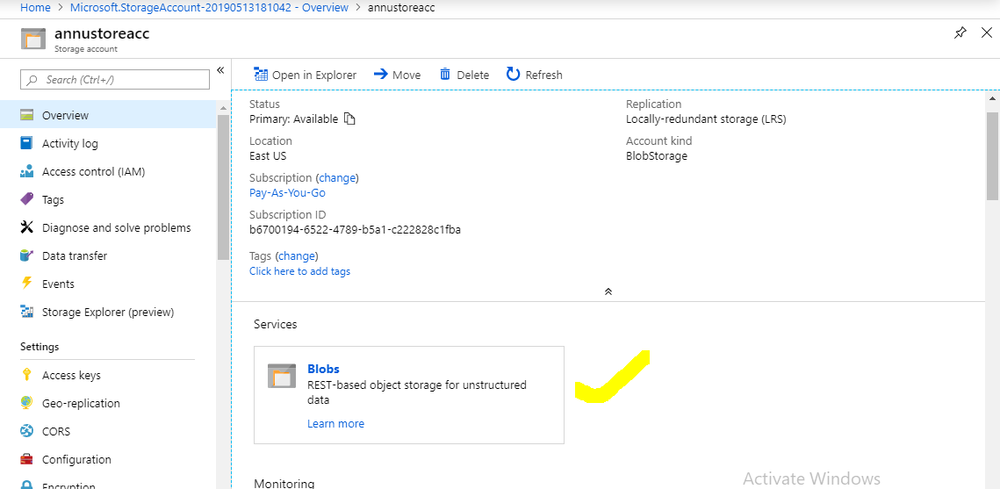 Home > Microsoft.StorageAccount-20190513181042 - Overview > annustoreacc
annustoreacc
Storage account
Search (Ctrl+/)
Overview
Activity log
Access control (IAM)
Tags
Diagnose and solve problems
Data transfer
Events
Storage Explorer (preview)
Settings
Access keys
Geo-replication
CORS
Configuration
Encryption
Open in Explorer
Move
Delete
Refresh
Status
Primary: Available
Location
East US
Subscription (change)
Pay-As-You-Go
Subscription ID
b6700194-6522-4789-b5a1-c222828c1fba
Tags (change)
Click here to add tags
Replication
Locally-redundant storage (LRS)
Account kind
BlobStorage
Services
Blobs
REST-based object storage for unstructured
data
Learn more
Monitoring
Activate Windows